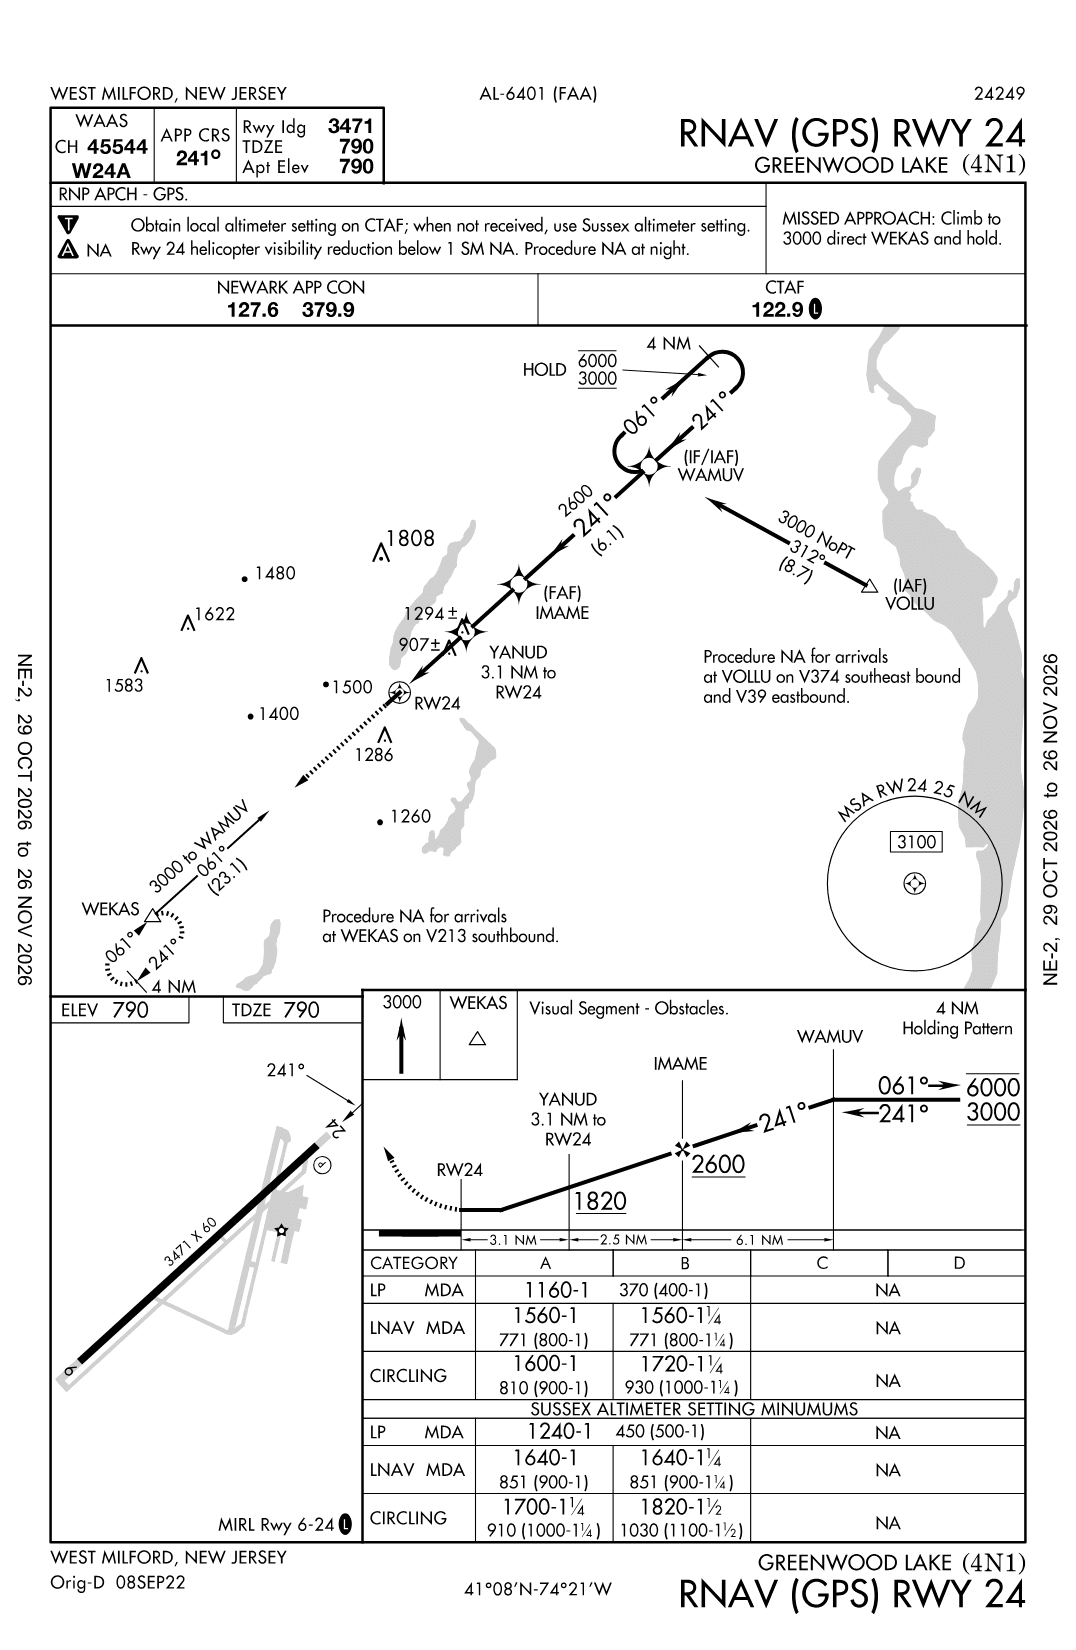 WEST MILFORD, NEW JERSEY
AL-6401 (FAA)
24249
WAAS
CH 45544
W24A
APP CRS
241°
Rwy Idg 3471
TDZE 790
Apt Elev 790
RNAV (GPS) RWY 24
GREENWOOD LAKE (4N1)
RNP APCH - GPS.
T
A NA
Obtain local altimeter setting on CTAF; when not received, use Sussex altimeter setting.
Rwy 24 helicopter visibility reduction below 1 SM NA. Procedure NA at night.
MISSED APPROACH: Climb to
3000 direct WEKAS and hold.
NEWARK APP CON
127.6 379.9
CTAF
122.9 L
4 NM
HOLD
6000
3000
061°
241°
(IF/IAF)
WAMUV
2600
241°
(6.1)
3000 NoPT
312°
(8.7)
(IAF)
VOLLU
1808
1480
1622
1583
(FAF)
IMAME
1294±
907±
YANUD
3.1 NM to
RW24
1500
1400
RW24
1286
1260
Procedure NA for arrivals
at VOLLU on V374 southeast bound
and V39 eastbound.
MSA RW 24 25 NM
3100
3000 to WAMUV
061°
(23.1)
WEKAS
061°
241°
4 NM
Procedure NA for arrivals
at WEKAS on V213 southbound.
NE-2, 29 OCT 2026 to 26 NOV 2026
NE-2, 29 OCT 2026 to 26 NOV 2026
ELEV 790
TDZE 790
241°
24
P
3471 X 60
6
MIRL Rwy 6-24 L
3000
WEKAS
Visual Segment - Obstacles.
4 NM
Holding Pattern
WAMUV
IMAME
YANUD
3.1 NM to
RW24
RW24
061°
241°
6000
3000
241°
2600
1820
3.1 NM
2.5 NM
6.1 NM
CATEGORY A B C D
LP MDA 1160-1 370 (400-1) NA
LNAV MDA 1560-1 1560-1¼ NA
771 (800-1) 771 (800-1¼)
CIRCLING 1600-1 1720-1¼ NA
810 (900-1) 930 (1000-1¼)
SUSSEX ALTIMETER SETTING MINUMUMS
LP MDA 1240-1 450 (500-1) NA
LNAV MDA 1640-1 1640-1¼ NA
851 (900-1) 851 (900-1¼)
CIRCLING 1700-1¼ 1820-1½ NA
910 (1000-1¼) 1030 (1100-1½)
WEST MILFORD, NEW JERSEY
Orig-D 08SEP22
41°08'N-74°21'W
GREENWOOD LAKE (4N1)
RNAV (GPS) RWY 24